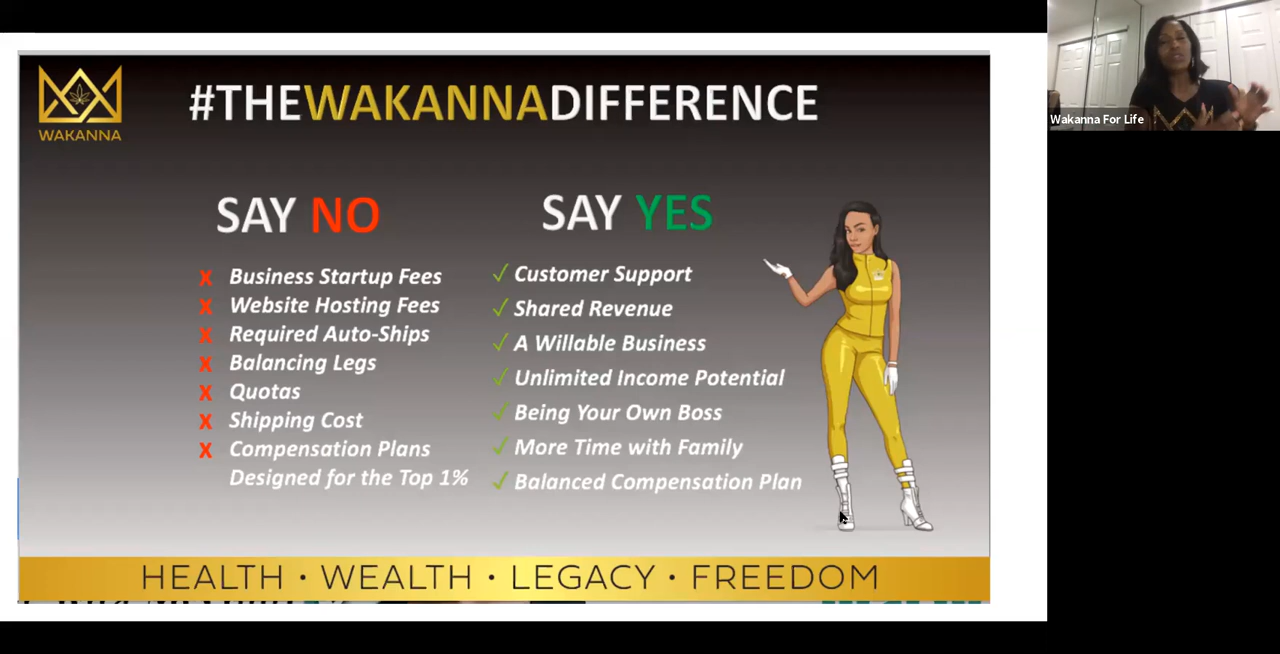 WAKANNA
#THEWAKANNADIFFERENCE
SAY NO
X Business Startup Fees
X Website Hosting Fees
X Required Auto-Ships
X Balancing Legs
X Quotas
X Shipping Cost
X Compensation Plans
Designed for the Top 1%
SAY YES
✓ Customer Support
✓ Shared Revenue
✓ A Willable Business
✓ Unlimited Income Potential
✓ Being Your Own Boss
✓ More Time with Family
✓ Balanced Compensation Plan
HEALTH • WEALTH • LEGACY • FREEDOM
Wakanna For Life